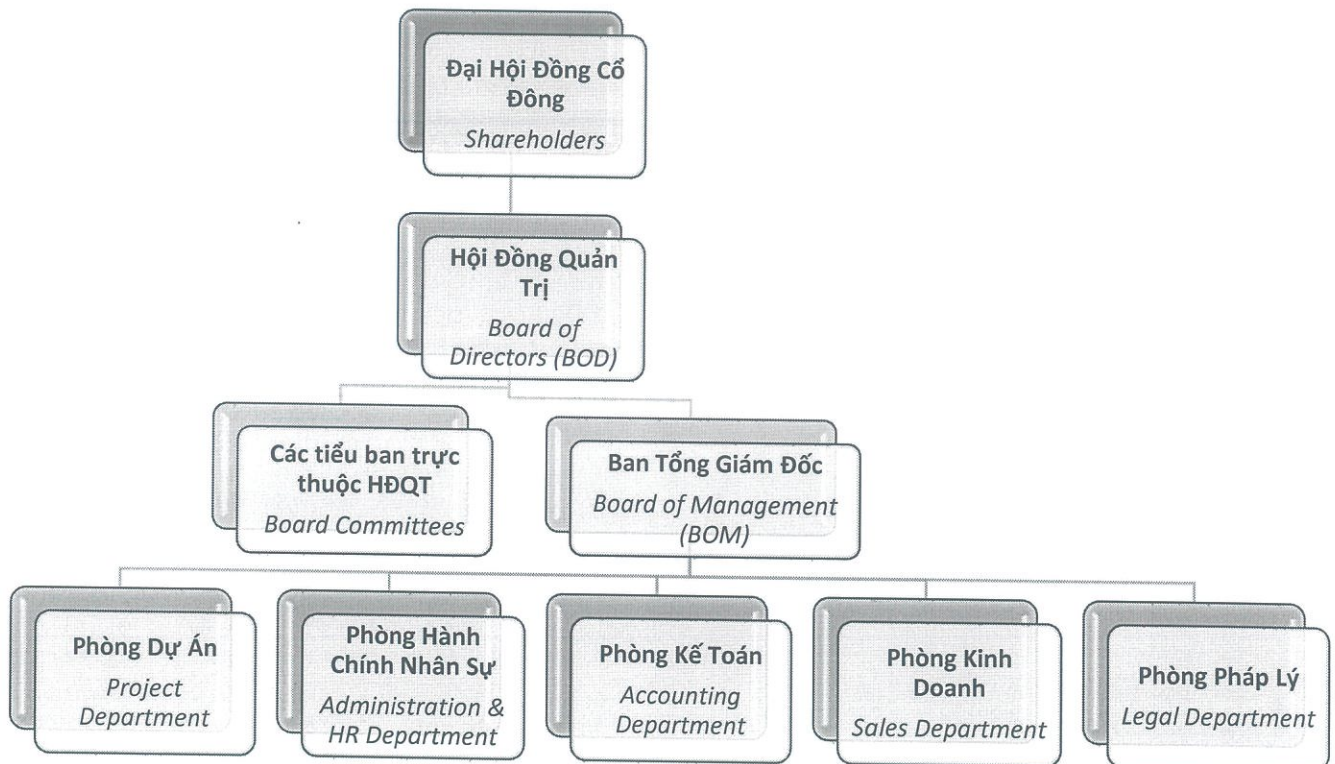 Đại Hội Đồng Cổ
Đông
Shareholders
Hội Đồng Quản
Trị
Board of
Directors (BOD)
Các tiểu ban trực
thuộc HĐQT
Board Committees
Ban Tổng Giám Đốc
Board of Management
(BOM)
Phòng Dự Án
Project
Department
Phòng Hành
Chính Nhân Sự
Administration &
HR Department
Phòng Kế Toán
Accounting
Department
Phòng Kinh
Doanh
Sales Department
Phòng Pháp Lý
Legal Department